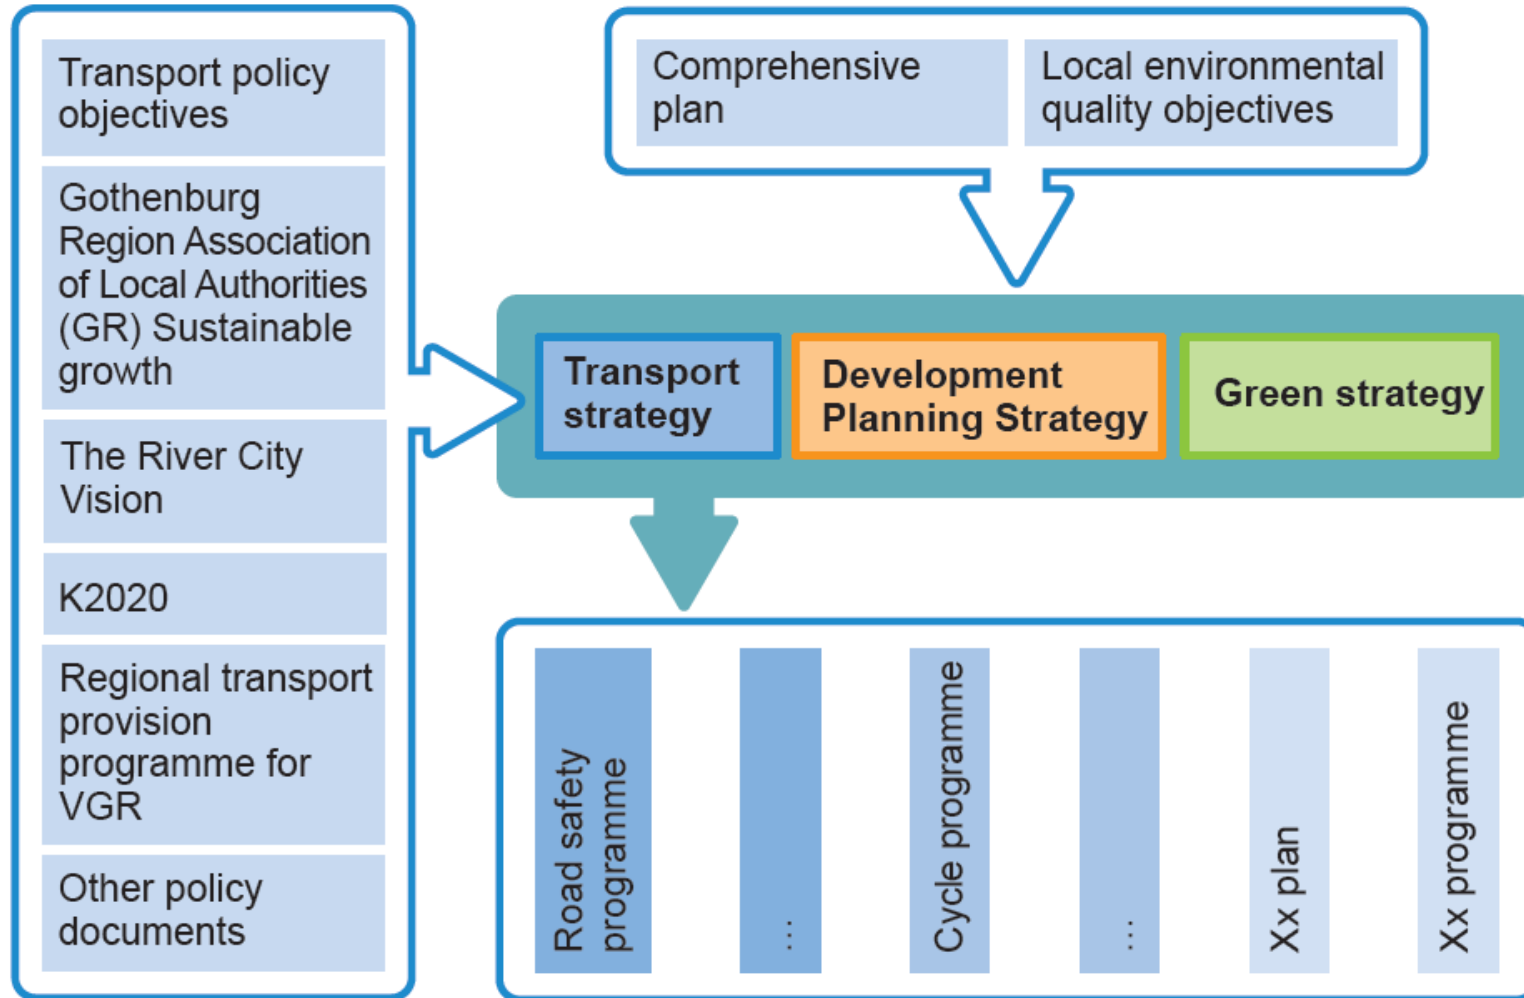 Transport policy
objectives
Gothenburg
Region Association
of Local Authorities
(GR) Sustainable
growth
The River City
Vision
K2020
Regional transport
provision
programme for
VGR
Other policy
documents
Comprehensive
plan
Local environmental
quality objectives
Transport
strategy
Development
Planning Strategy
Green strategy
Road safety
programme
...
Cycle programme
...
Xx plan
Xx programme